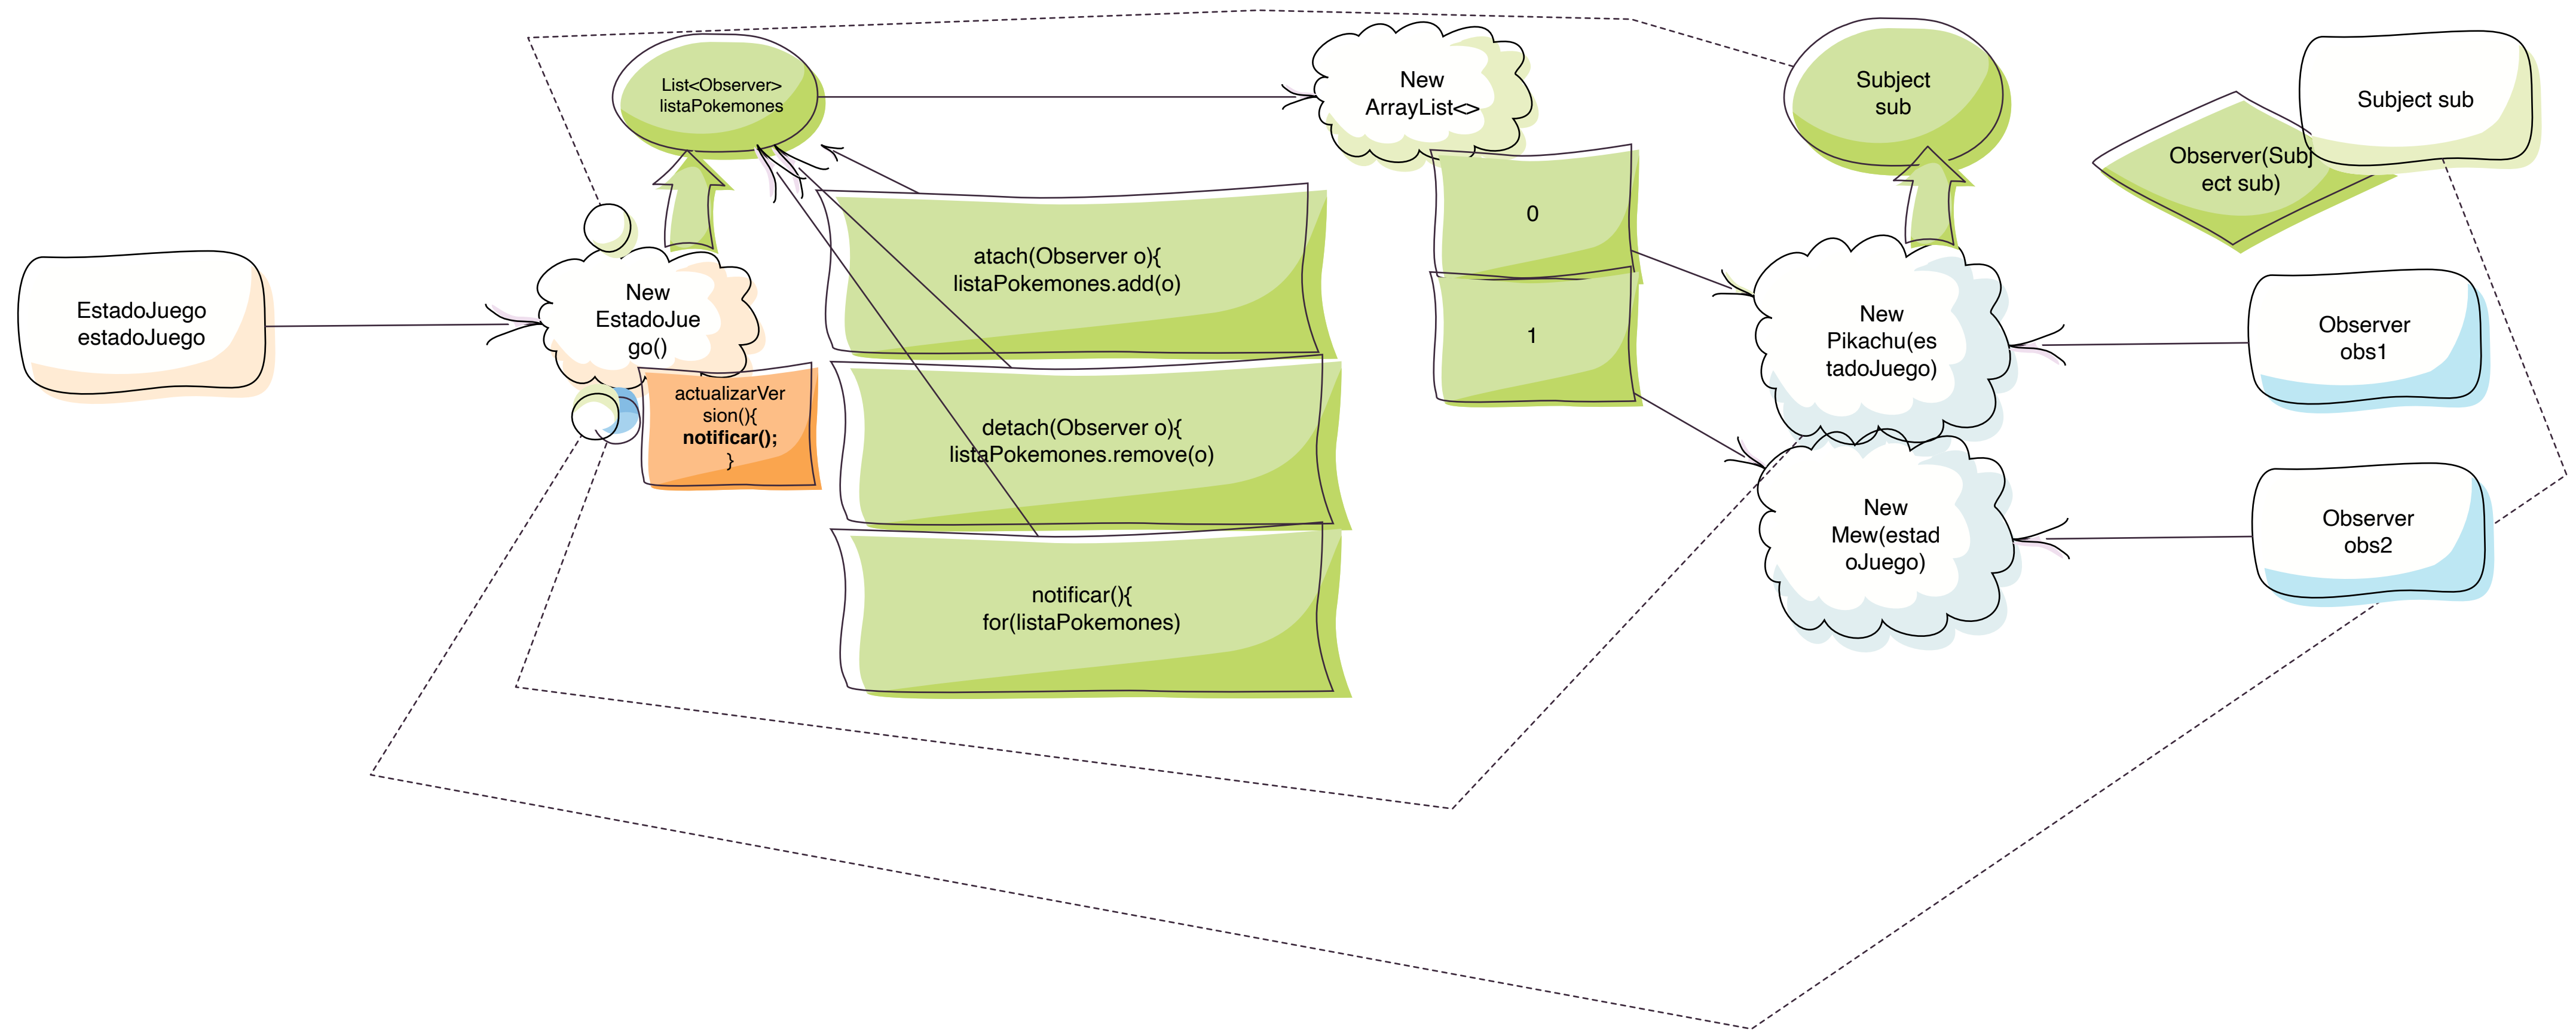 List<Observer>
listaPokemones
New
ArrayList<>
Subject
sub
Subject sub
Observer(Subj
ect sub)
0
1
atach(Observer o){
listaPokemones.add(o)
EstadoJuego
estadoJuego
New
EstadoJue
go()
actualizarVer
sion(){
notificar();
}
detach(Observer o){
listaPokemones.remove(o)
notificar(){
for(listaPokemones)
New
Pikachu(es
tadoJuego)
Observer
obs1
New
Mew(estad
oJuego)
Observer
obs2